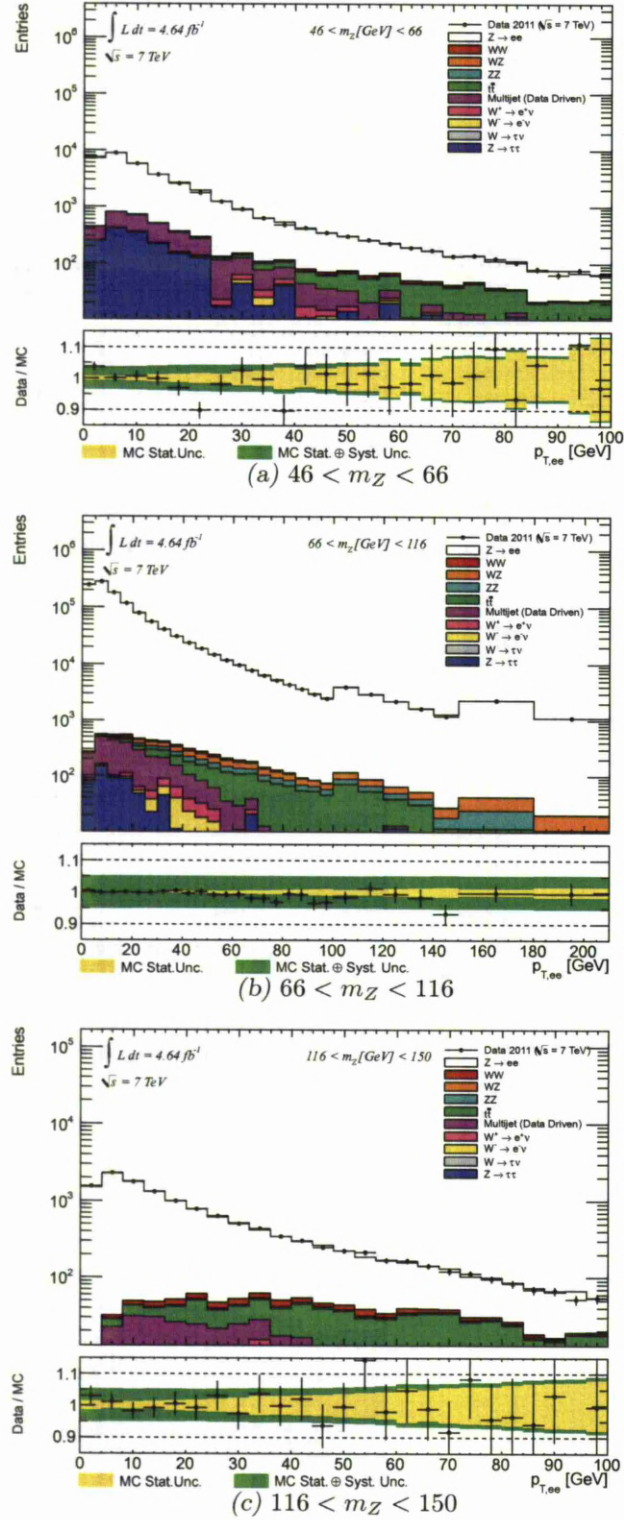 Entries
∫ L dt = 4.64 fb⁻¹
√s = 7 TeV
46 < m_Z[GeV] < 66
Data 2011 (√s = 7 TeV)
Z → ee
WW
WZ
ZZ
tt̄
Multijet (Data Driven)
W⁺ → e⁺ν
W⁻ → e⁻ν
W → τν
Z → ττ
10⁶
10⁵
10⁴
10³
10²
Data / MC
1.1
1
0.9
0 10 20 30 40 50 60 70 80 90 100
p_T,ee [GeV]
MC Stat.Unc. MC Stat.⊕ Syst. Unc.
(a) 46 < m_Z < 66
Entries
∫ L dt = 4.64 fb⁻¹
√s = 7 TeV
66 < m_Z[GeV] < 116
Data 2011 (√s = 7 TeV)
Z → ee
WW
WZ
ZZ
tt̄
Multijet (Data Driven)
W⁺ → e⁺ν
W⁻ → e⁻ν
W → τν
Z → ττ
10⁶
10⁵
10⁴
10³
10²
Data / MC
1.1
1
0.9
0 20 40 60 80 100 120 140 160 180 200
p_T,ee [GeV]
MC Stat.Unc. MC Stat.⊕ Syst. Unc.
(b) 66 < m_Z < 116
Entries
∫ L dt = 4.64 fb⁻¹
√s = 7 TeV
116 < m_Z[GeV] < 150
Data 2011 (√s = 7 TeV)
Z → ee
WW
WZ
ZZ
tt̄
Multijet (Data Driven)
W⁺ → e⁺ν
W⁻ → e⁻ν
W → τν
Z → ττ
10⁵
10⁴
10³
10²
Data / MC
1.1
1
0.9
0 10 20 30 40 50 60 70 80 90 100
p_T,ee [GeV]
MC Stat.Unc. MC Stat.⊕ Syst. Unc.
(c) 116 < m_Z < 150